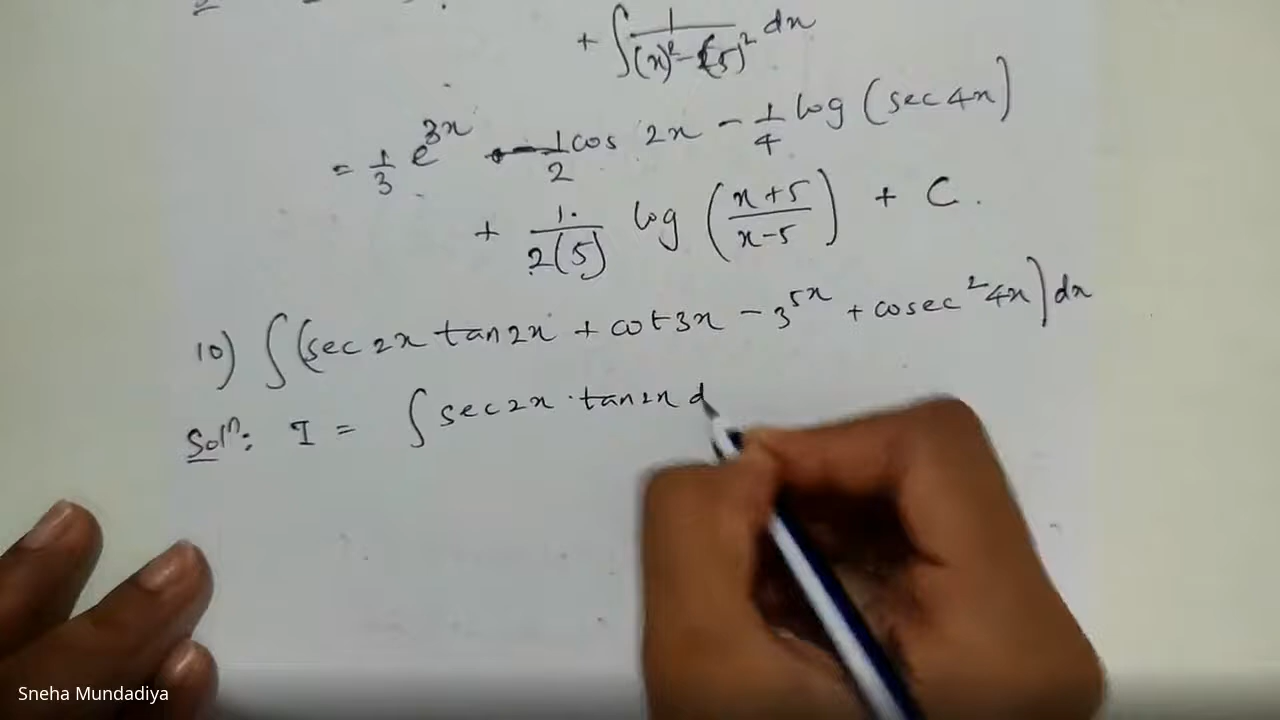 + ∫ 1/((x)² - (5)²) dx
= 1/3 e^3x - 1/2 cos 2x - 1/4 log (sec 4x)
+ 1/2(5) log ((x+5)/(x-5)) + C.
10) ∫(sec 2x tan 2x + cot 3x - 3^5x + cosec² 4x) dx
Solⁿ: I = ∫ sec 2x · tan 2x d
Sneha Mundadiya